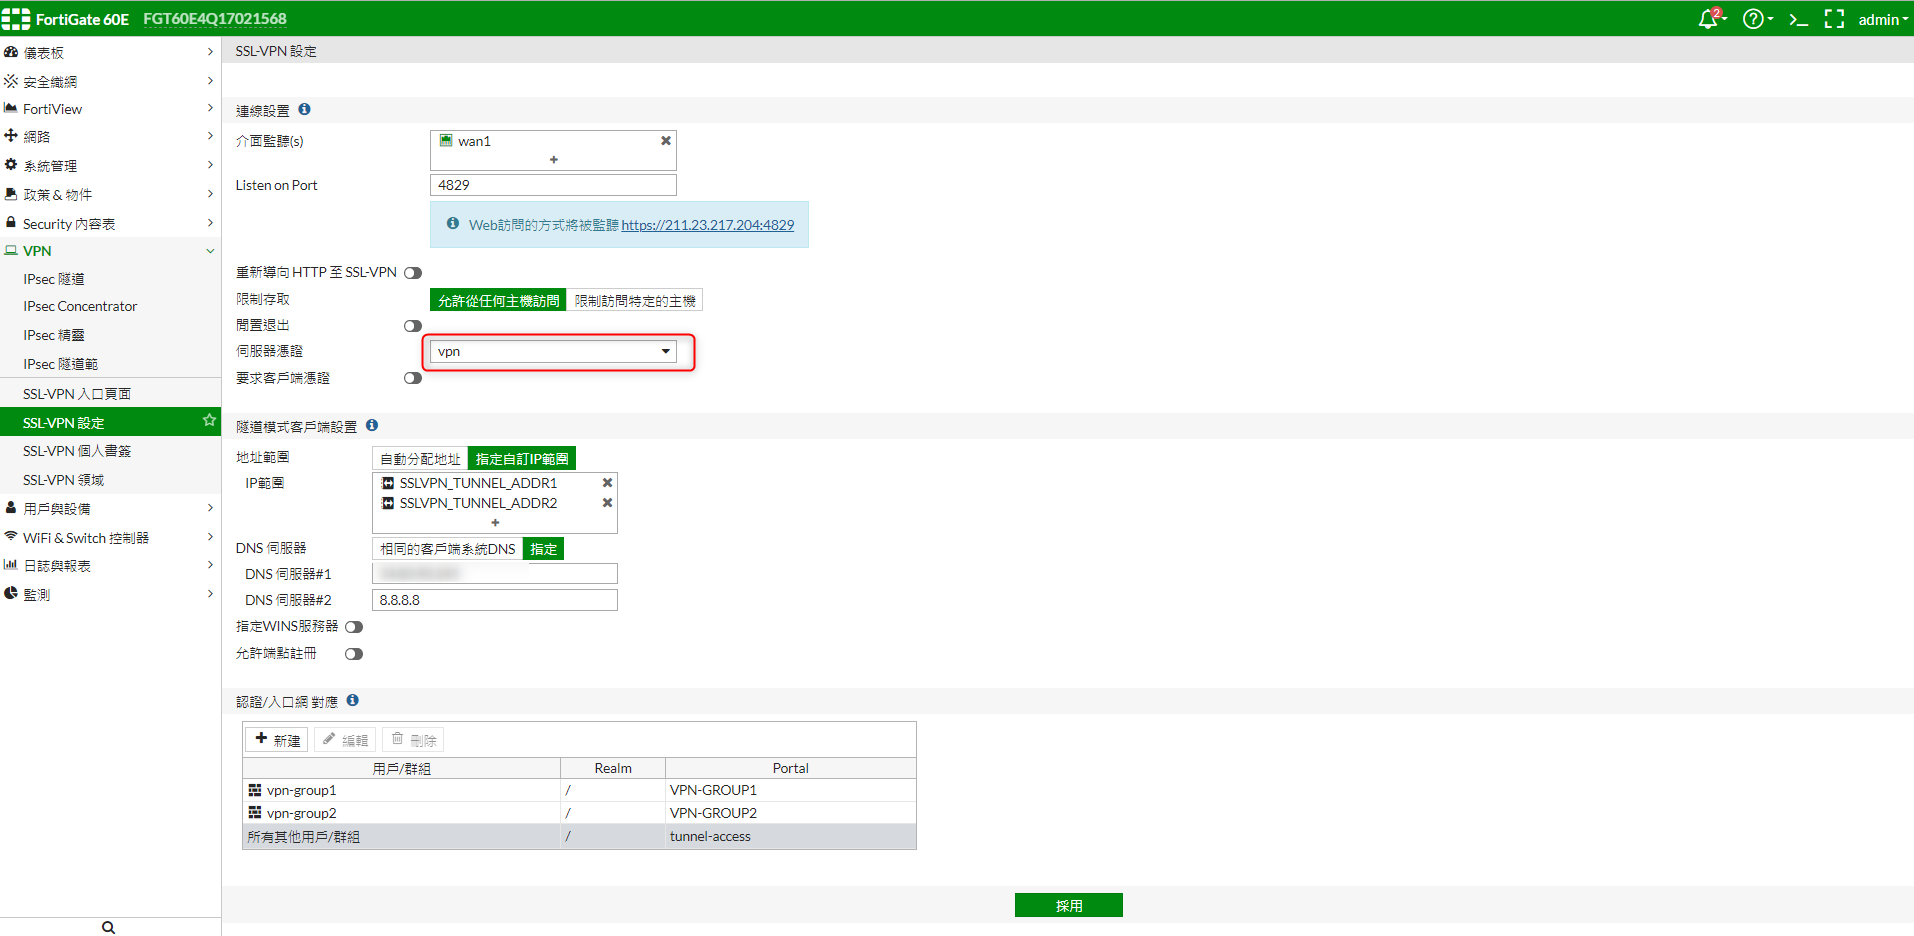 FortiGate 60E FGT60E4Q17021568
2
admin
儀表板
安全織網
FortiView
網路
系統管理
政策 & 物件
Security 內容表
VPN
IPsec 隧道
IPsec Concentrator
IPsec 精靈
IPsec 隧道範
SSL-VPN 入口頁面
SSL-VPN 設定
SSL-VPN 個人書簽
SSL-VPN 領域
用戶與設備
WiFi & Switch 控制器
日誌與報表
監測
SSL-VPN 設定
連線設置
介面監聽(s)
wan1
Listen on Port
4829
Web訪問的方式將被監聽 https://211.23.217.204:4829
重新導向 HTTP 至 SSL-VPN
限制存取
允許從任何主機訪問 限制訪問特定的主機
閒置退出
伺服器憑證
vpn
要求客戶端憑證
隧道模式客戶端設置
地址範圍
自動分配地址 指定自訂IP範圍
IP範圍
SSLVPN_TUNNEL_ADDR1
SSLVPN_TUNNEL_ADDR2
DNS 伺服器
相同的客戶端系統DNS 指定
DNS 伺服器#1
DNS 伺服器#2
8.8.8.8
指定WINS服務器
允許端點註冊
認證/入口網 對應
新建 編輯 刪除
用戶/群組 Realm Portal
vpn-group1 / VPN-GROUP1
vpn-group2 / VPN-GROUP2
所有其他用戶/群組 / tunnel-access
採用